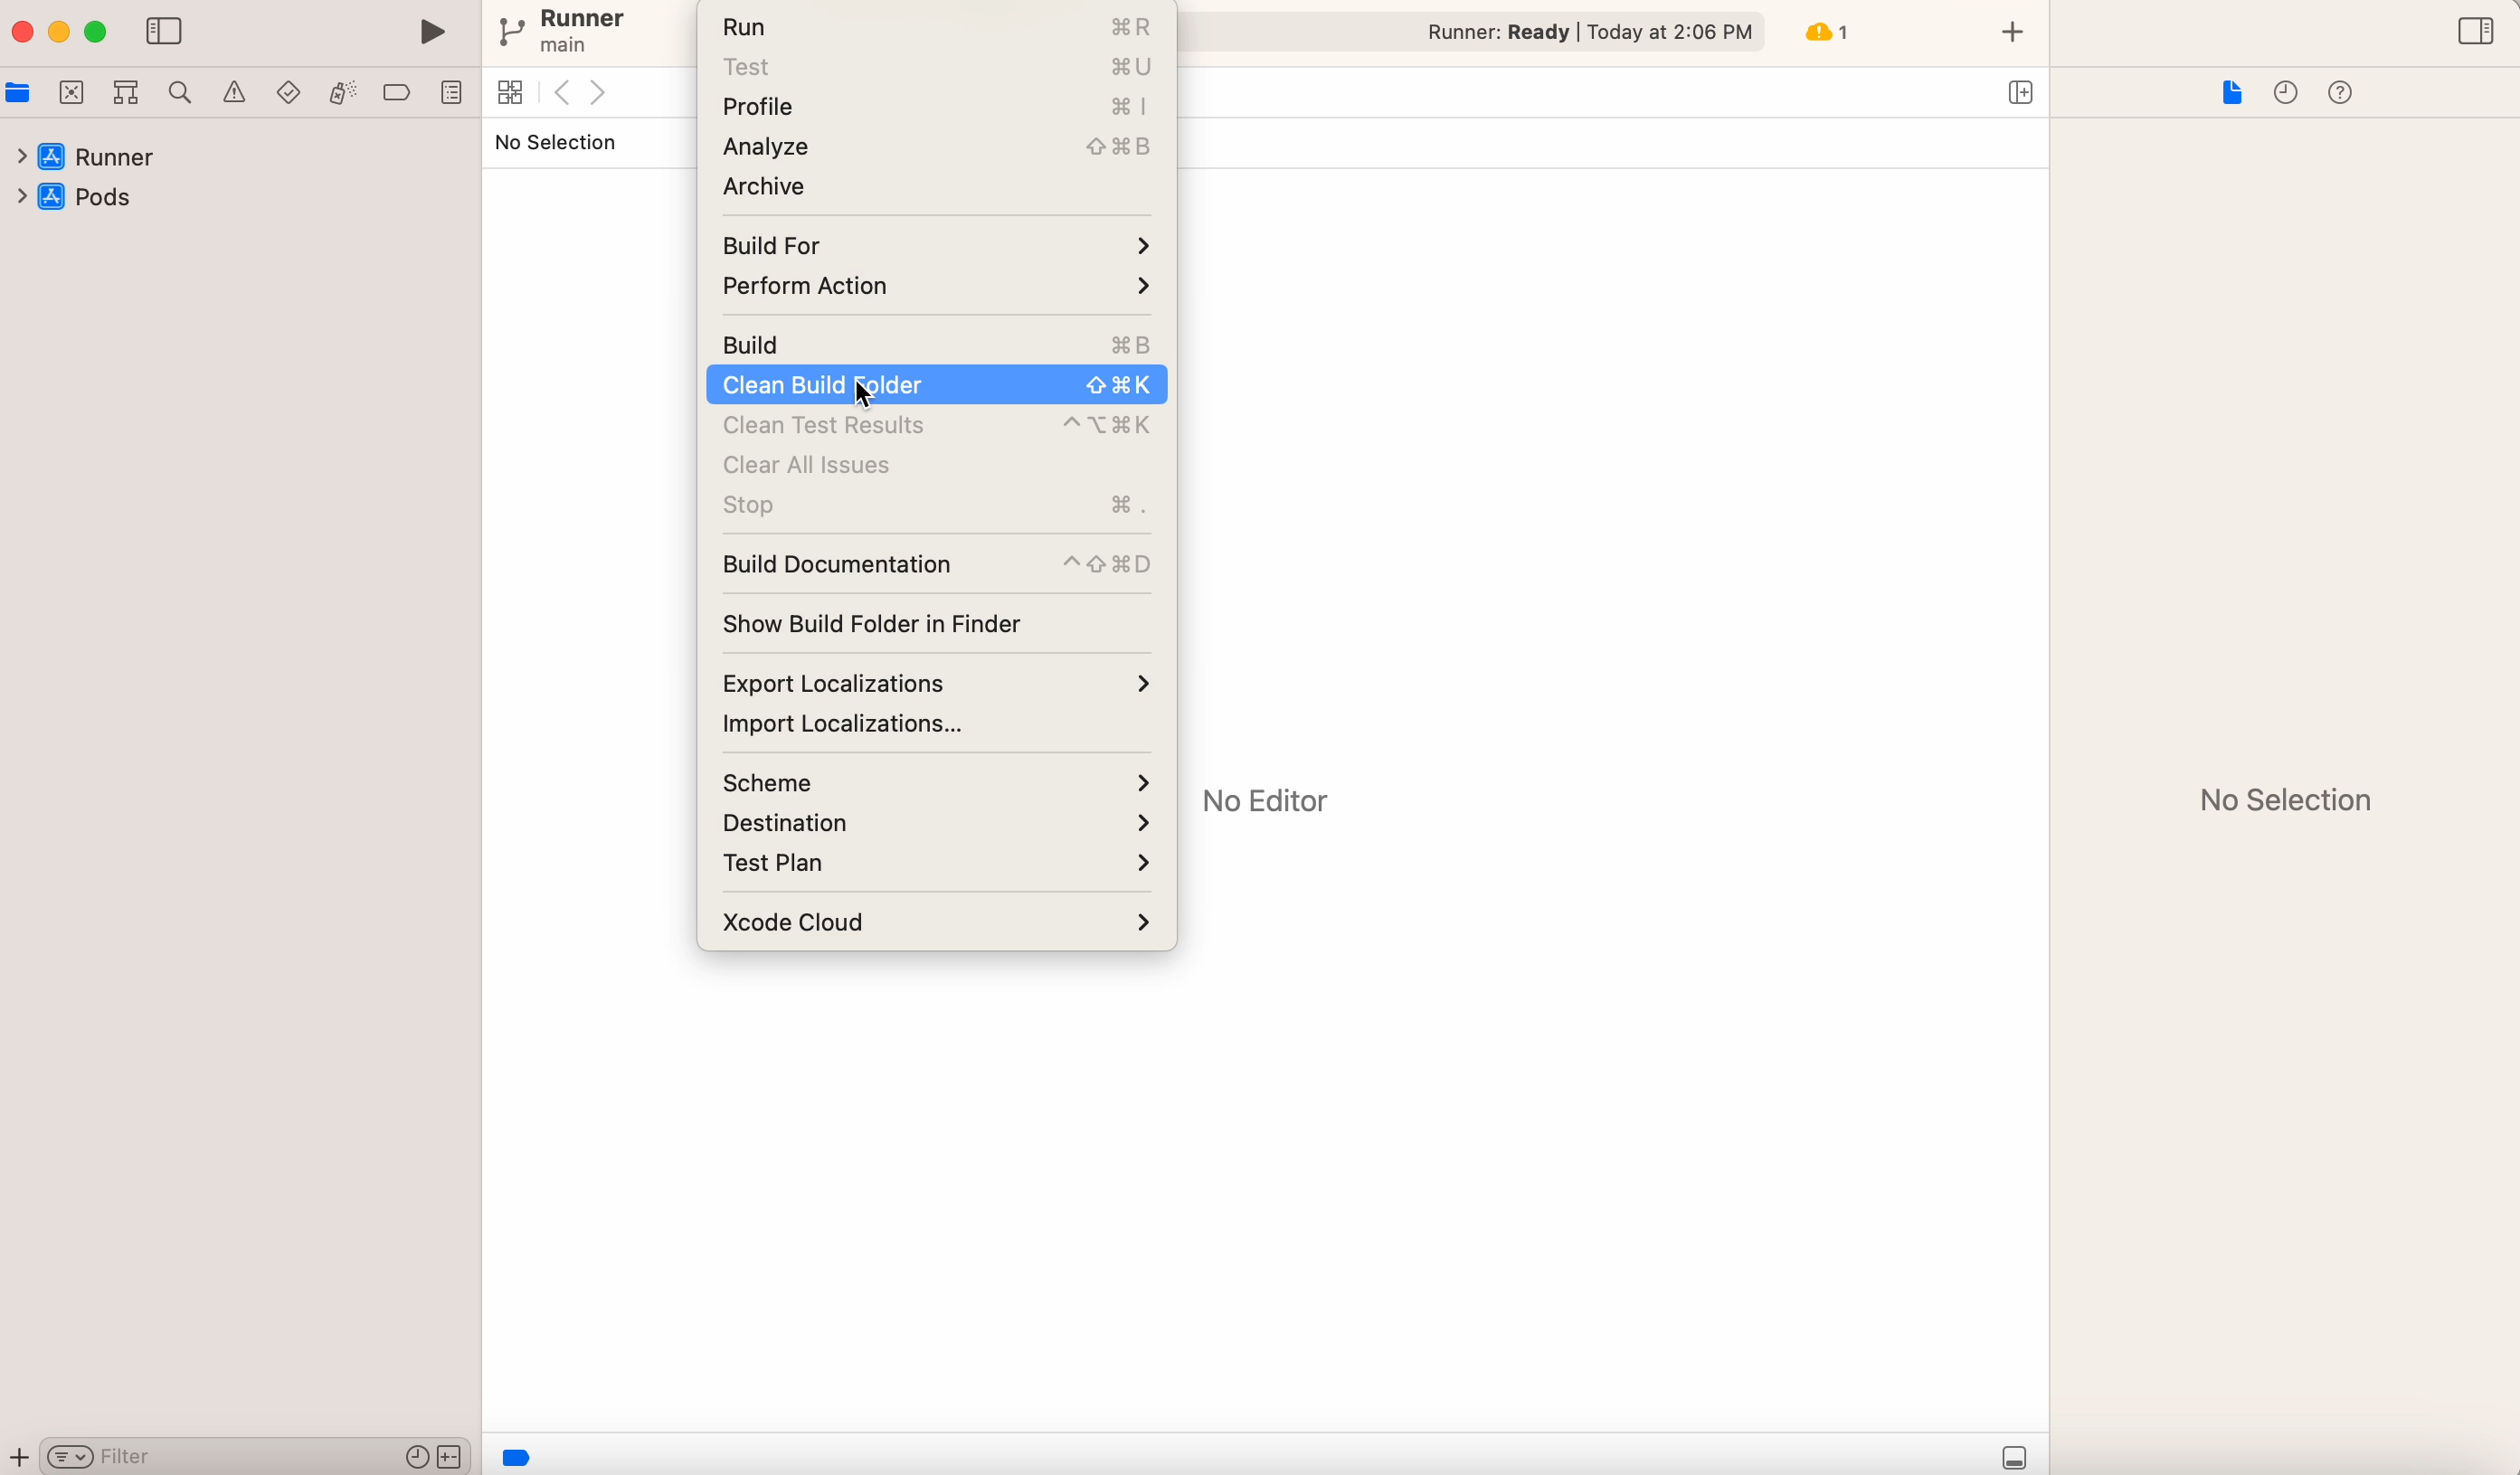 Runner
main
Runner: Ready | Today at 2:06 PM
1
No Selection
Runner
Pods
Run ⌘R
Test ⌘U
Profile ⌘I
Analyze ⇧⌘B
Archive
Build For
Perform Action
Build ⌘B
Clean Build Folder ⇧⌘K
Clean Test Results ^⌥⌘K
Clear All Issues
Stop ⌘.
Build Documentation ^⇧⌘D
Show Build Folder in Finder
Export Localizations
Import Localizations...
Scheme
Destination
Test Plan
Xcode Cloud
No Editor
No Selection
Filter